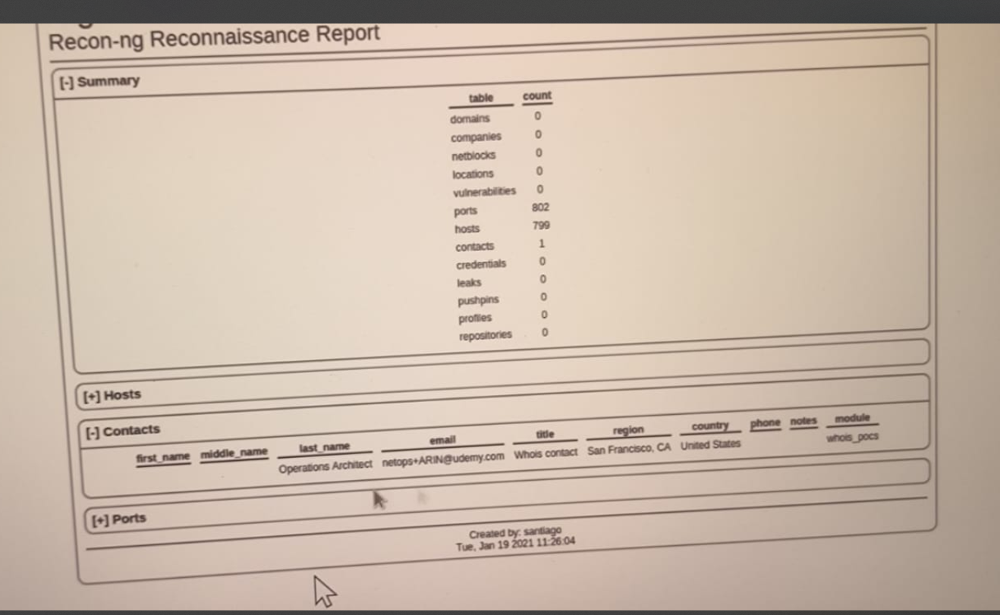 Recon-ng Reconnaissance Report
[-] Summary
table count
domains 0
companies 0
netblocks 0
locations 0
vulnerabilities 0
ports 802
hosts 799
contacts 1
credentials 0
leaks 0
pushpins 0
profiles 0
repositories 0
[+] Hosts
[-] Contacts
first_name middle_name last_name email title region country phone notes module
Operations Architect netops+ARIN@udemy.com Whois contact San Francisco, CA United States whois_pocs
[+] Ports
Created by: santiago
Tue, Jan 19 2021 11:26:04